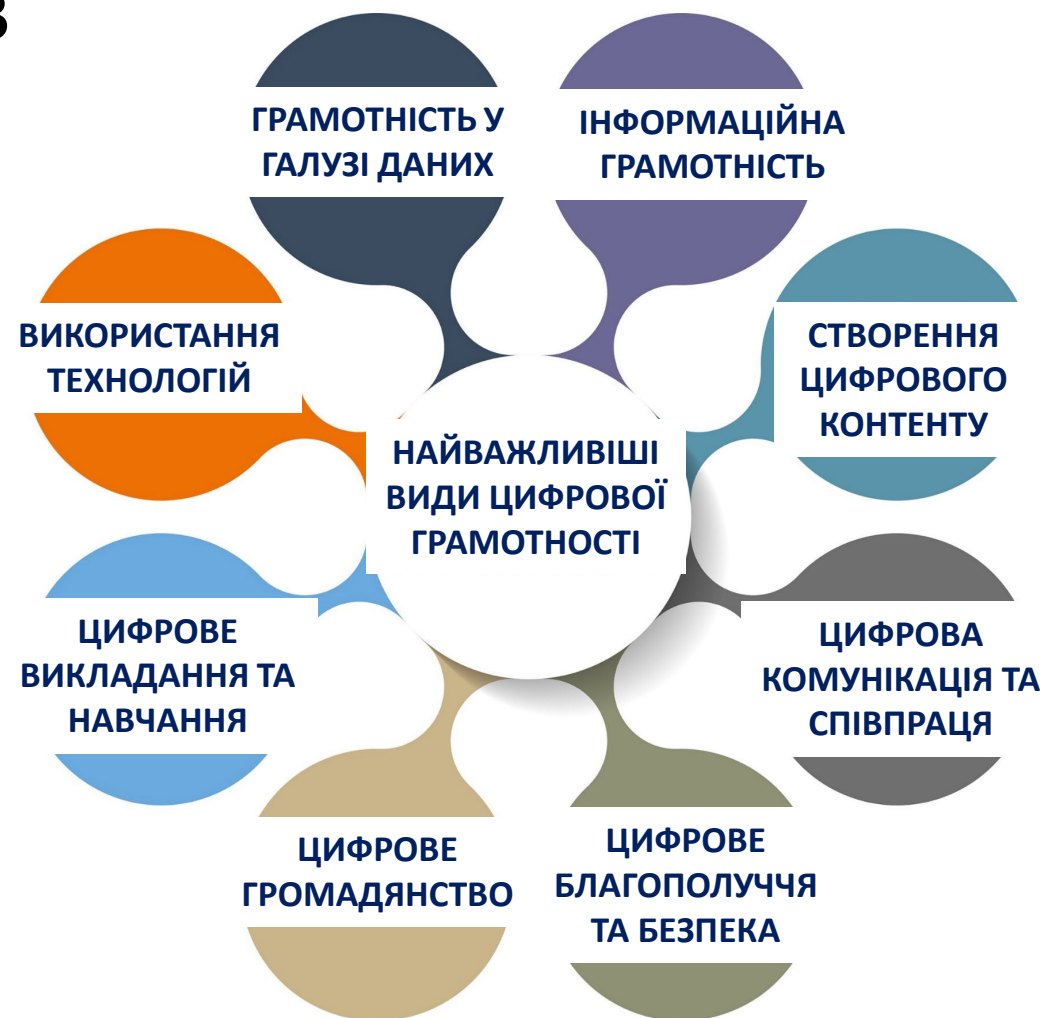 ГРАМОТНІСТЬ У
ГАЛУЗІ ДАНИХ
ІНФОРМАЦІЙНА
ГРАМОТНІСТЬ
ВИКОРИСТАННЯ
ТЕХНОЛОГІЙ
СТВОРЕННЯ
ЦИФРОВОГО
КОНТЕНТУ
НАЙВАЖЛИВІШІ
ВИДИ ЦИФРОВОЇ
ГРАМОТНОСТІ
ЦИФРОВЕ
ВИКЛАДАННЯ ТА
НАВЧАННЯ
ЦИФРОВА
КОМУНІКАЦІЯ ТА
СПІВПРАЦЯ
ЦИФРОВЕ
ГРОМАДЯНСТВО
ЦИФРОВЕ
БЛАГОПОЛУЧЧЯ
ТА БЕЗПЕКА